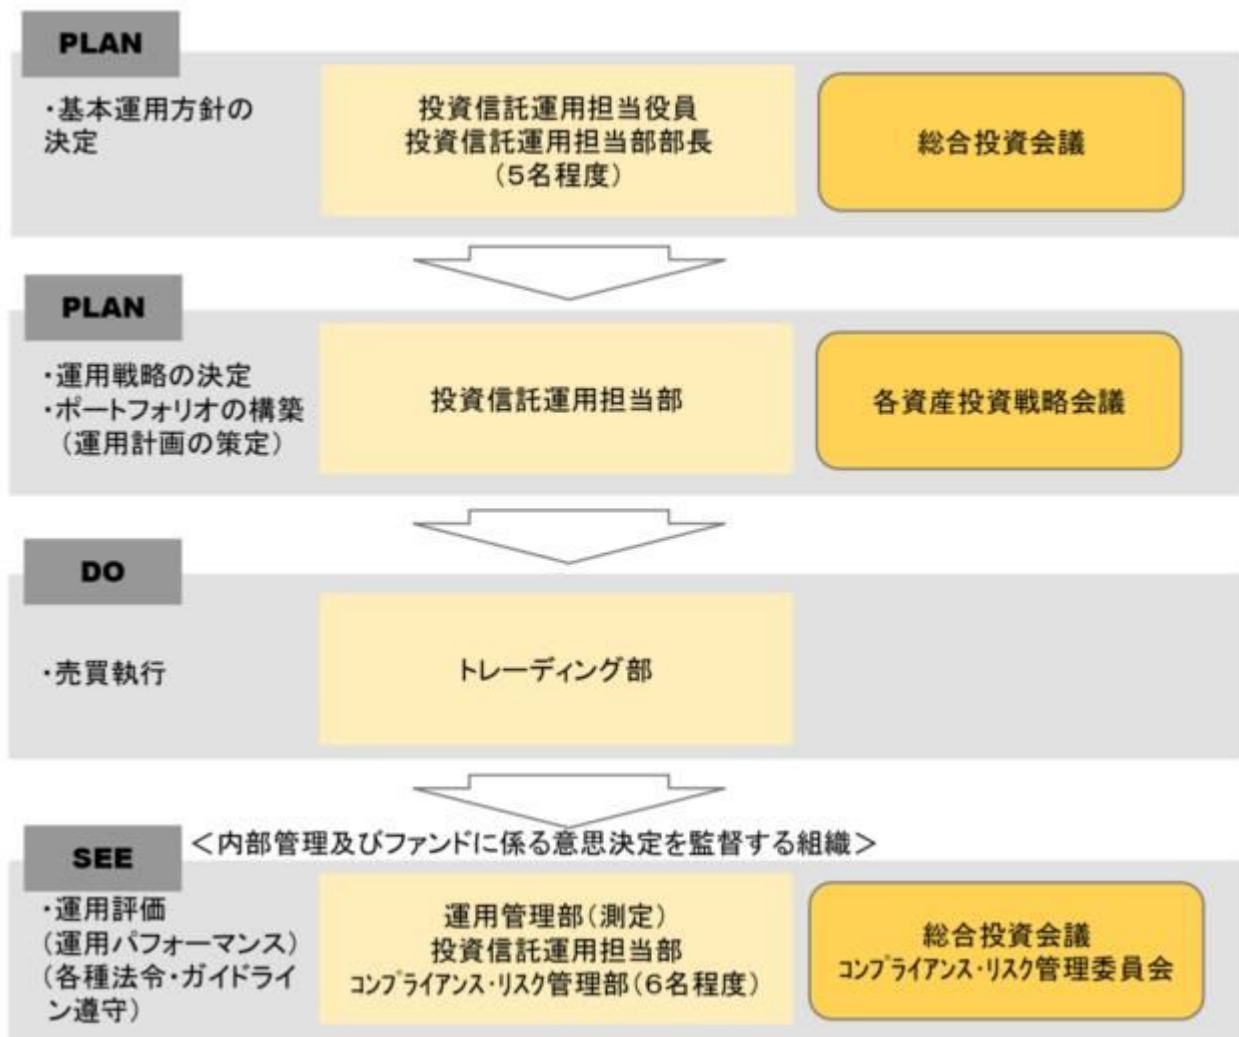 PLAN
・基本運用方針の
決定
投資信託運用担当役員
投資信託運用担当部部長
(5名程度)
総合投資会議
PLAN
・運用戦略の決定
・ポートフォリオの構築
(運用計画の策定)
投資信託運用担当部
各資産投資戦略会議
DO
・売買執行
トレーディング部
SEE
＜内部管理及びファンドに係る意思決定を監督する組織＞
・運用評価
(運用パフォーマンス)
(各種法令・ガイドライ
ン遵守)
運用管理部(測定)
投資信託運用担当部
ｺﾝﾌﾟﾗｲｱﾝｽ・ﾘｽｸ管理部(6名程度)
総合投資会議
ｺﾝﾌﾟﾗｲｱﾝｽ・ﾘｽｸ管理委員会